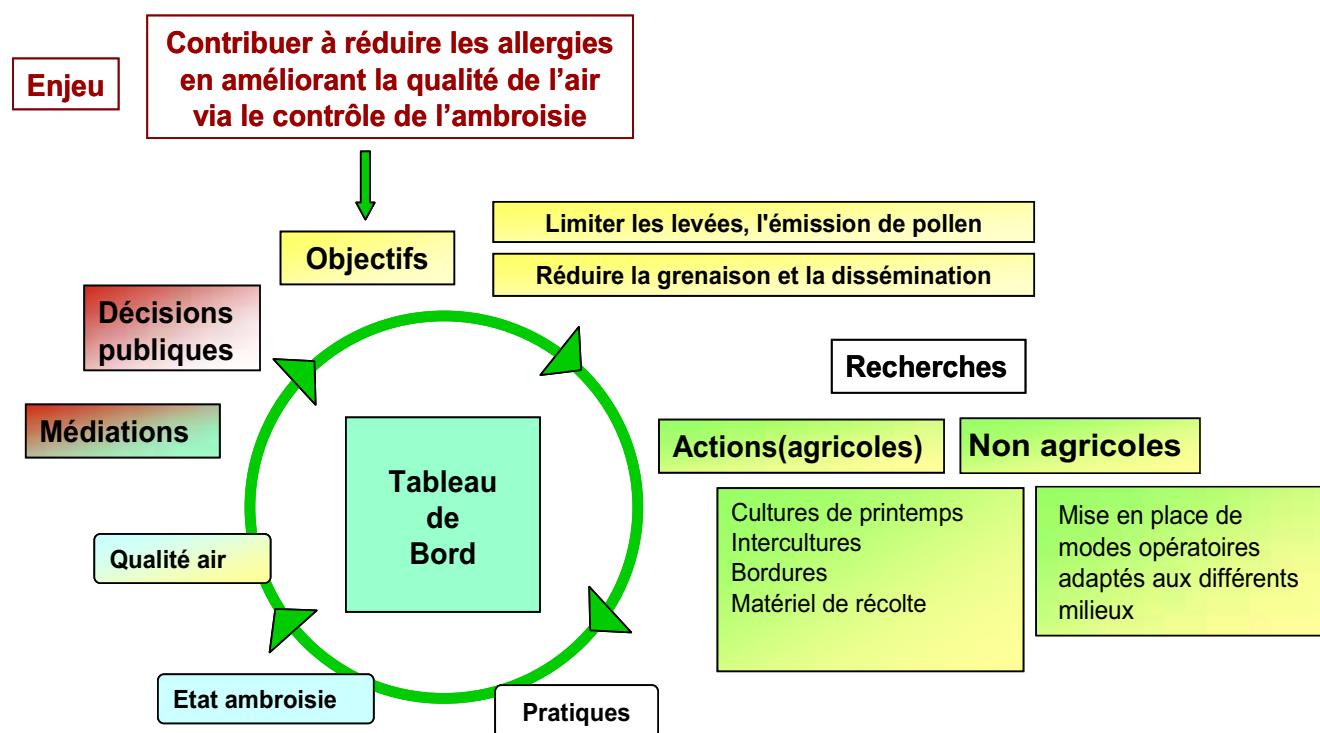 Enjeu
Contribuer à réduire les allergies
en améliorant la qualité de l'air
via le contrôle de l'ambroisie
Objectifs
Limiter les levées, l'émission de pollen
Réduire la grenaison et la dissémination
Décisions
publiques
Médiations
Recherches
Actions(agricoles)
Non agricoles
Cultures de printemps
Intercultures
Bordures
Matériel de récolte
Mise en place de
modes opératoires
adaptés aux différents
milieux
Tableau
de
Bord
Qualité air
Etat ambroisie
Pratiques